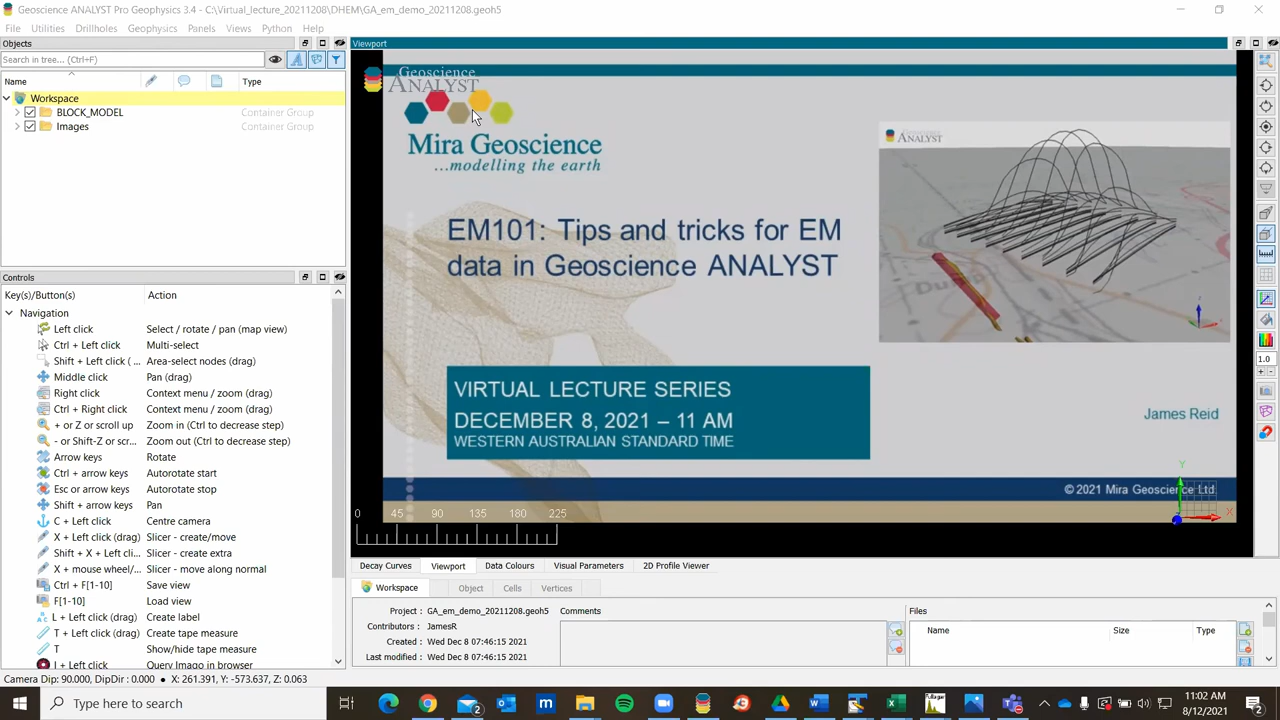 Geoscience ANALYST Pro Geophysics 3.4 - C:\Virtual_lecture_20211208\DHEM\GA_em_demo_20211208.geoh5
File Utilities Drillholes Geophysics Panels Views Python Help
Objects
Search in tree.. (Ctrl+F)
Name Type
Workspace
BLOCK_MODEL Container Group
Images Container Group
Controls
Key(s)/Button(s) Action
Navigation
Left click Select / rotate / pan (map view)
Ctrl + Left click Multi-select
Shift + Left click ( ... Area-select nodes (drag)
Middle click Pan (drag)
Right click Context menu / zoom (drag)
Ctrl + Right click Context menu / zoom (drag)
+ or Z or scroll up Zoom in (Ctrl to decrease step)
- or Shift-Z or scr... Zoom out (Ctrl to decrease step)
Arrow keys Rotate
Ctrl + arrow keys Autorotate start
Esc or arrow keys Autorotate stop
Shift + arrow keys Pan
C + Left click Centre camera
X + Left click (drag) Slicer - create/move
Shift + X + Left cli... Slicer - create extra
X + mouse wheel/... Slicer - move along normal
Ctrl + F[1-10] Save view
F[1-10] Load view
L + Left click (drag) Create label
T + Left click (drag) Create tape measure
T Show/hide tape measure
I + Left click Query Imago in browser
Camera Dip: 90.000, DipDir : 0.000 ● X: 261.391, Y: -573.637, Z: 0.063
Viewport
Geoscience
ANALYST
Mira Geoscience
...modelling the earth
EM101: Tips and tricks for EM
data in Geoscience ANALYST
VIRTUAL LECTURE SERIES
DECEMBER 8, 2021 – 11 AM
WESTERN AUSTRALIAN STANDARD TIME
Geoscience
ANALYST
James Reid
© 2021 Mira Geoscience Ltd.
0 45 90 135 180 225
Y
X
1.0
Decay Curves Viewport Data Colours Visual Parameters 2D Profile Viewer
Workspace Object Cells Vertices
Project : GA_em_demo_20211208.geoh5
Contributors : JamesR
Created : Wed Dec 8 07:46:15 2021
Last modified : Wed Dec 8 07:46:15 2021
Comments
Files
Name Size Type
Type here to search
11:02 AM
8/12/2021